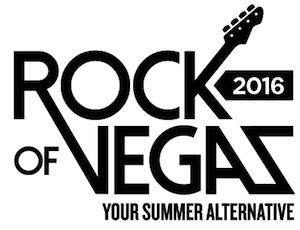 ROCK
2016
OF VEGAS
YOUR SUMMER ALTERNATIVE